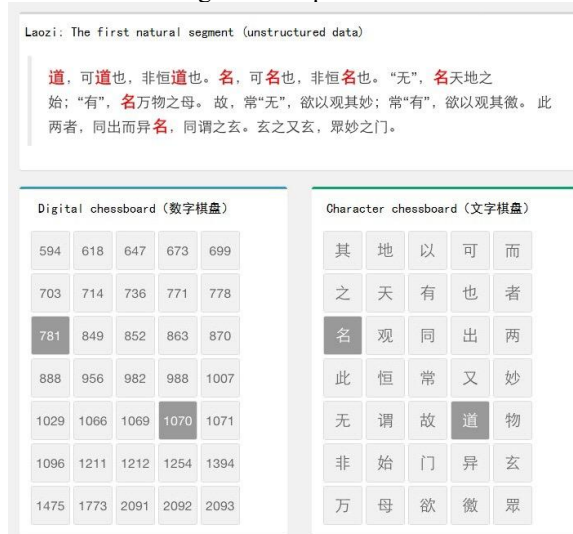 Laozi: The first natural segment (unstructured data)
道，可道也，非恒道也。名，可名也，非恒名也。“无”，名天地之
始；“有”，名万物之母。故，常“无”，欲以观其妙；常“有”，欲以观其微。此
两者，同出而异名，同谓之玄。玄之又玄，眾妙之门。
Digital chessboard（数字棋盘）
594 618 647 673 699
703 714 736 771 778
781 849 852 863 870
888 956 982 988 1007
1029 1066 1069 1070 1071
1096 1211 1212 1254 1394
1475 1773 2091 2092 2093
Character chessboard（文字棋盘）
其 地 以 可 而
之 天 有 也 者
名 观 同 出 两
此 恒 常 又 妙
无 谓 故 道 物
非 始 门 异 玄
万 母 欲 微 眾